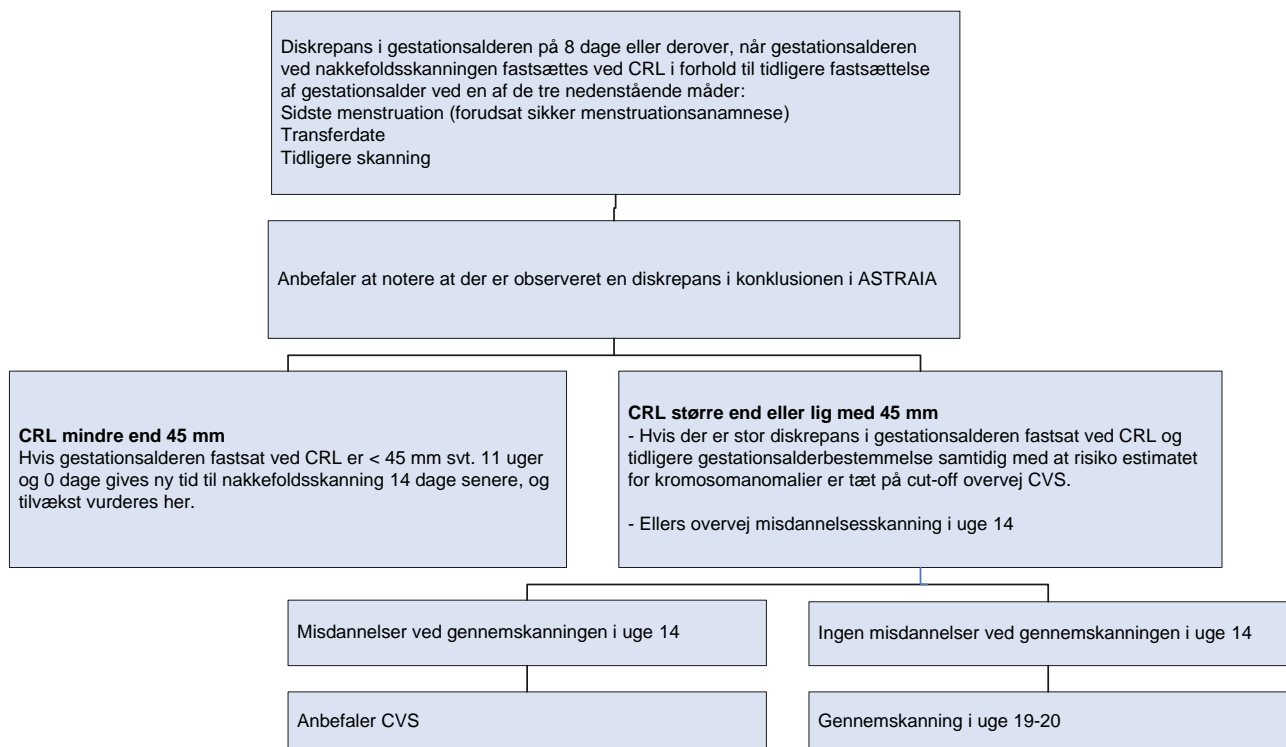 Diskrepans i gestationsalderen på 8 dage eller derover, når gestationsalderen
ved nakkefoldsskanningen fastsættes ved CRL i forhold til tidligere fastsættelse
af gestationsalder ved en af de tre nedenstående måder:
Sidste menstruation (forudsat sikker menstruationsanamnese)
Transferdate
Tidligere skanning
Anbefaler at notere at der er observeret en diskrepans i konklusionen i ASTRAIA
CRL mindre end 45 mm
Hvis gestationsalderen fastsat ved CRL er < 45 mm svt. 11 uger
og 0 dage gives ny tid til nakkefoldsskanning 14 dage senere, og
tilvækst vurderes her.
CRL større end eller lig med 45 mm
- Hvis der er stor diskrepans i gestationsalderen fastsat ved CRL og
tidligere gestationsalderbestemmelse samtidig med at risiko estimatet
for kromosomanomalier er tæt på cut-off overvej CVS.
- Ellers overvej misdannelsesskanning i uge 14
Misdannelser ved gennemskanningen i uge 14
Ingen misdannelser ved gennemskanningen i uge 14
Anbefaler CVS
Gennemskanning i uge 19-20